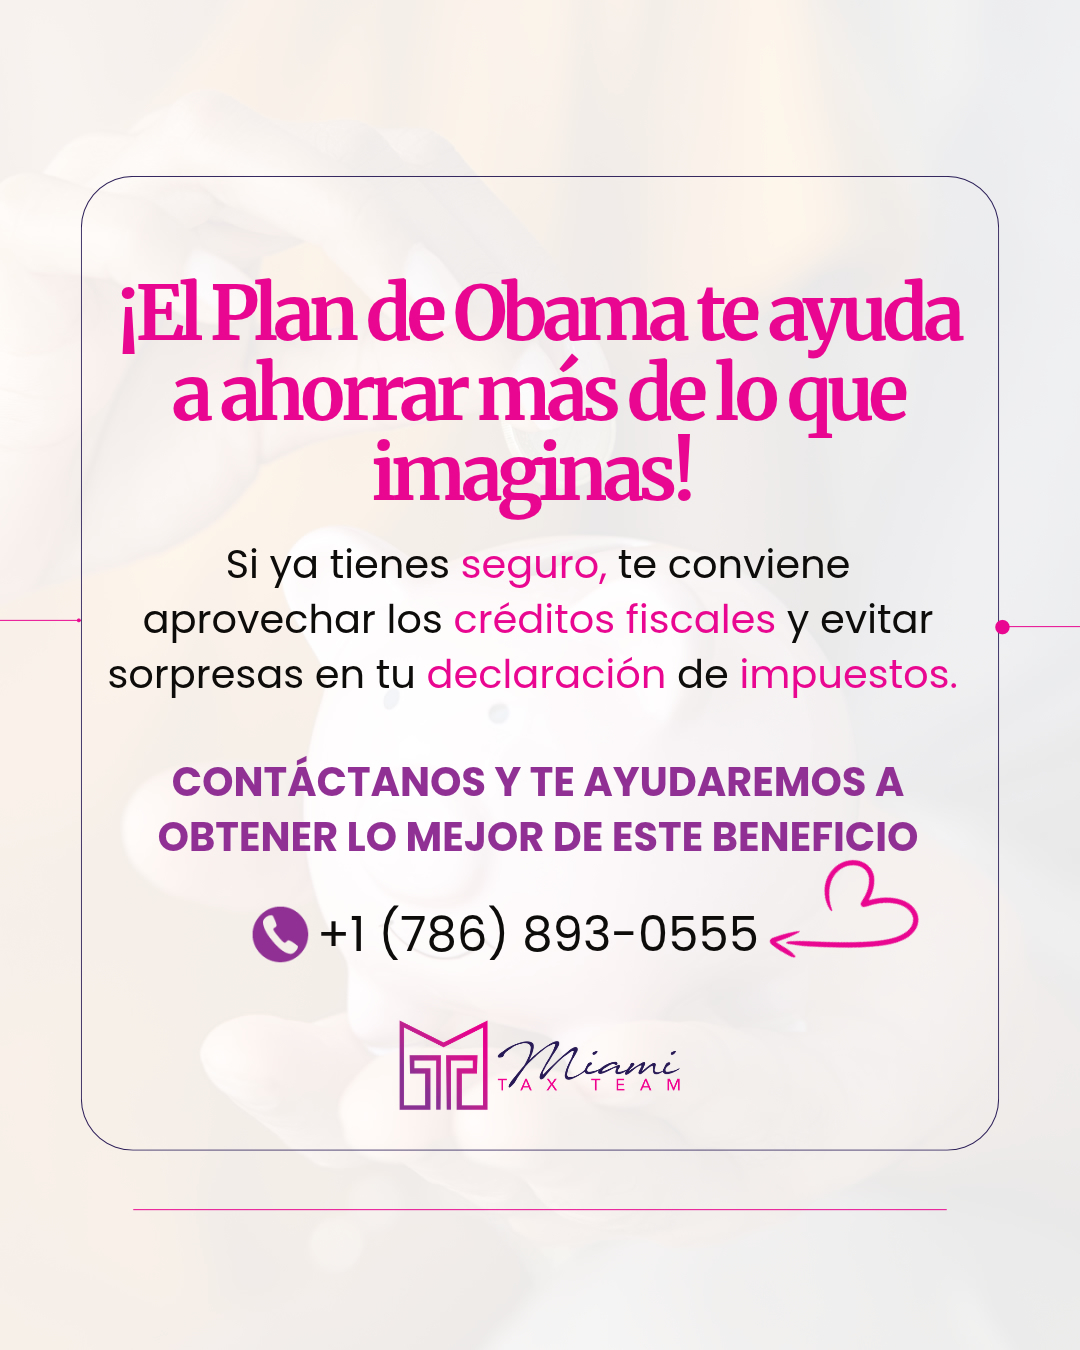 ¡El Plan de Obama te ayuda
a ahorrar más de lo que
imaginas!
Si ya tienes seguro, te conviene
aprovechar los créditos fiscales y evitar
sorpresas en tu declaración de impuestos.
CONTÁCTANOS Y TE AYUDAREMOS A
OBTENER LO MEJOR DE ESTE BENEFICIO
+1 (786) 893-0555
Miami
TAX TEAM